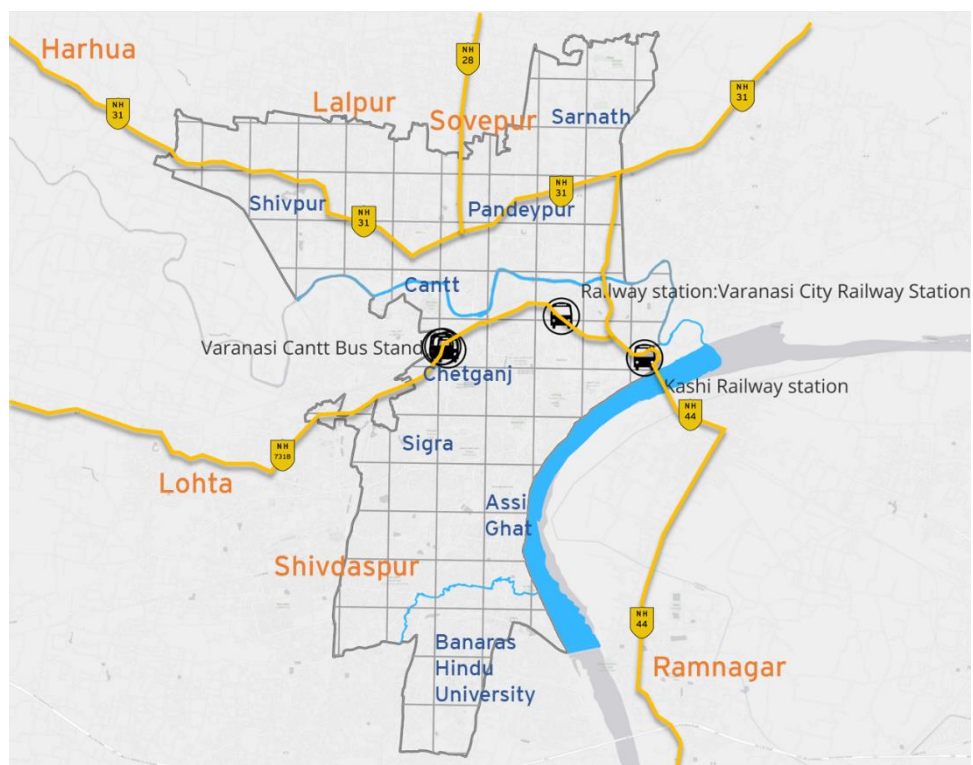 Harhua
NH
28
NH
31
Lalpur
Sovepur
NH
31
Sarnath
NH
31
Shivpur
NH
31
Pandeypur
Cantt
Railway station:Varanasi City Railway Station
Varanasi Cantt Bus Stand
Chetganj
Kashi Railway station
NH
44
Sigra
NH
731B
Lohta
Assi
Ghat
Shivdaspur
NH
44
Banaras
Hindu
University
Ramnagar